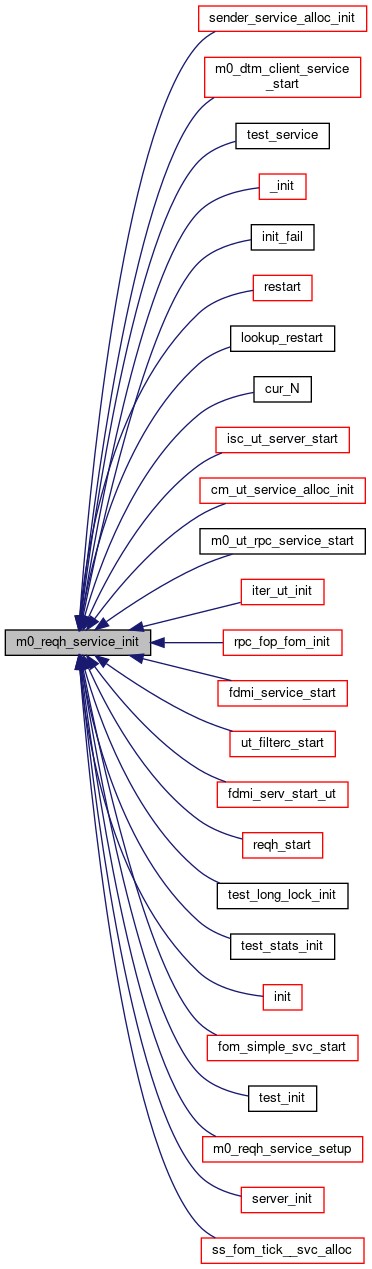 sender_service_alloc_init
m0_dtm_client_service
_start
test_service
_init
init_fail
restart
lookup_restart
cur_N
isc_ut_server_start
cm_ut_service_alloc_init
m0_ut_rpc_service_start
iter_ut_init
m0_reqh_service_init
rpc_fop_fom_init
fdmi_service_start
ut_filterc_start
fdmi_serv_start_ut
reqh_start
test_long_lock_init
test_stats_init
init
fom_simple_svc_start
test_init
m0_reqh_service_setup
server_init
ss_fom_tick__svc_alloc